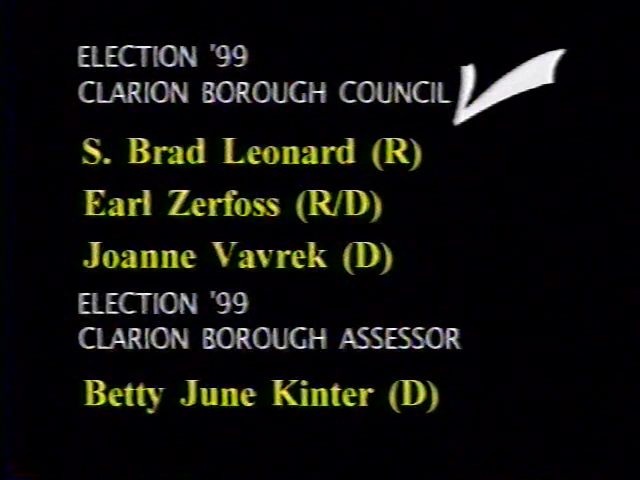 ELECTION '99
CLARION BOROUGH COUNCIL
S. Brad Leonard (R)
Earl Zerfoss (R/D)
Joanne Vavrek (D)
ELECTION '99
CLARION BOROUGH ASSESSOR
Betty June Kinter (D)